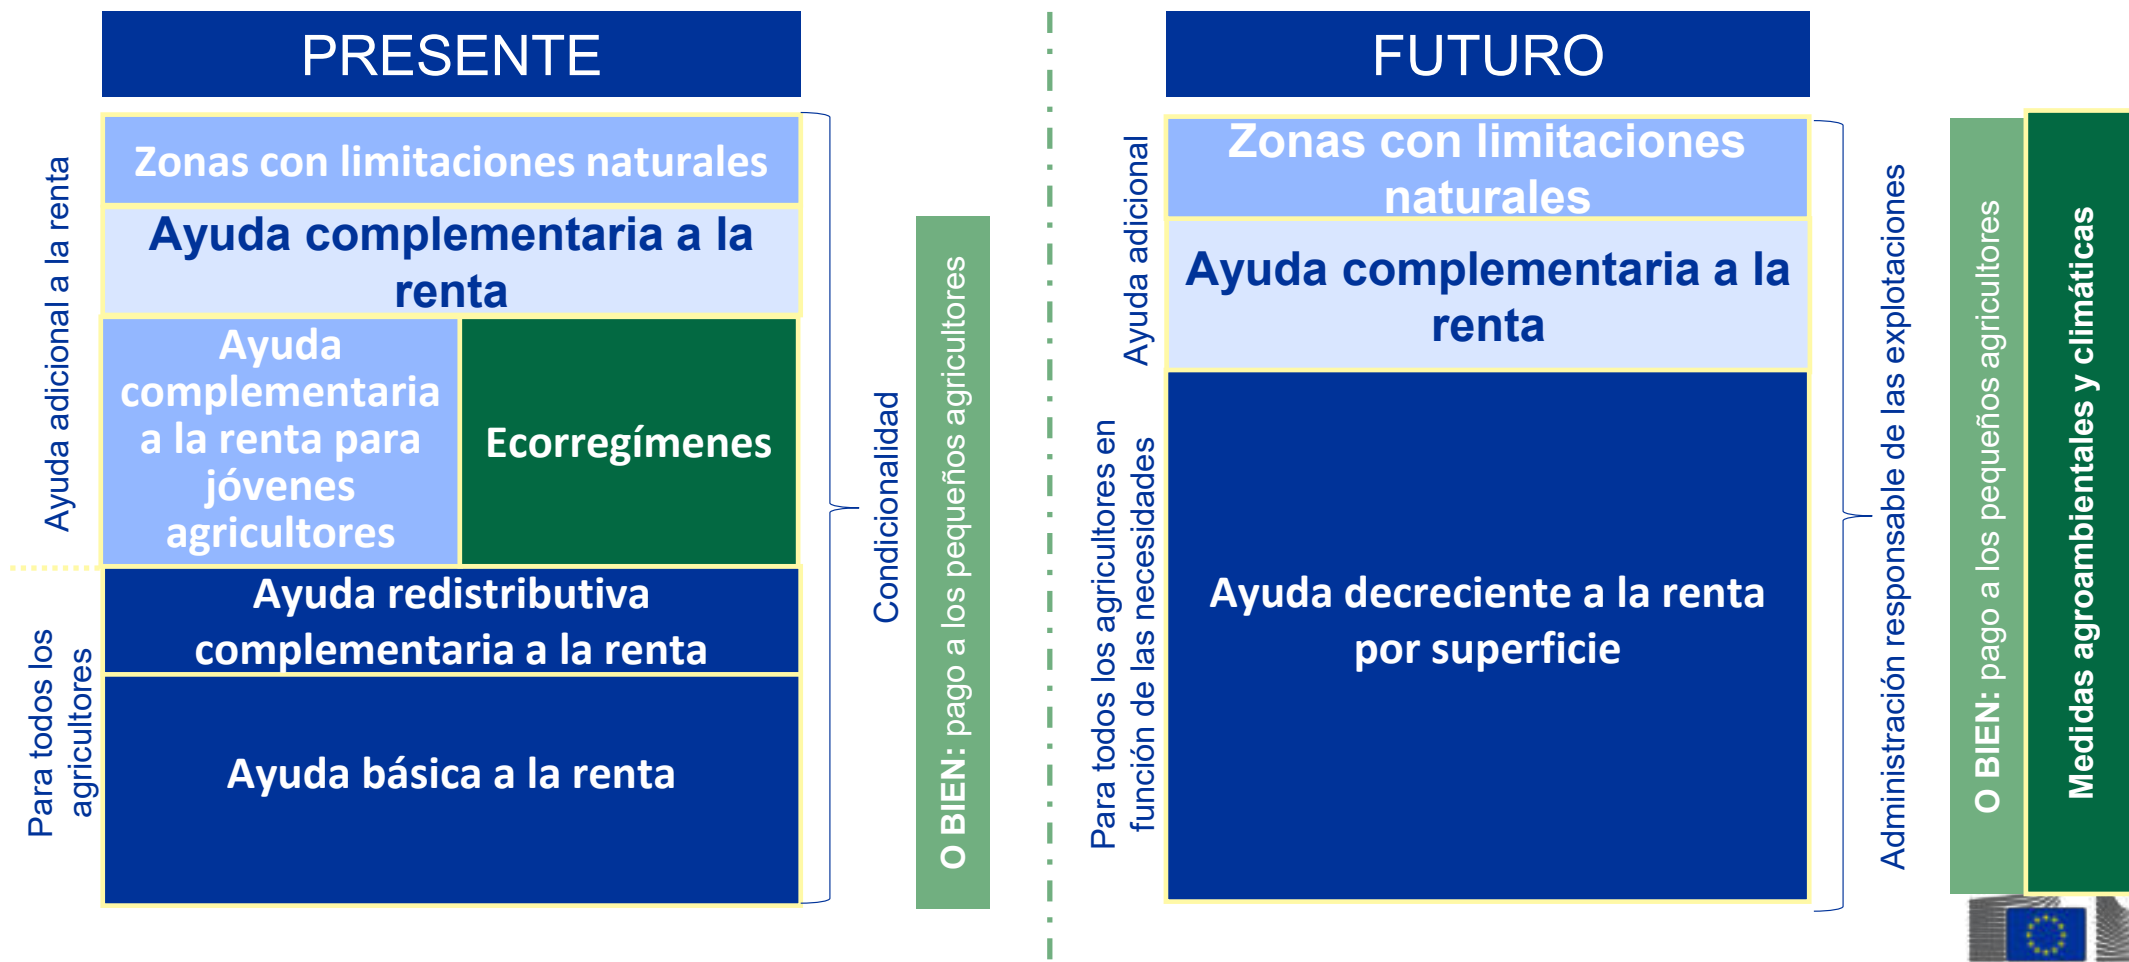 PRESENTE
Ayuda adicional a la renta
Zonas con limitaciones naturales
Ayuda complementaria a la
renta
Ayuda
complementaria
a la renta para
jóvenes
agricultores
Ecorregímenes
Para todos los
agricultores
Ayuda redistributiva
complementaria a la renta
Ayuda básica a la renta
Condicionalidad
O BIEN: pago a los pequeños agricultores
FUTURO
Ayuda adicional
Zonas con limitaciones
naturales
Ayuda complementaria a la
renta
Para todos los agricultores en
función de las necesidades
Ayuda decreciente a la renta
por superficie
Administración responsable de las explotaciones
O BIEN: pago a los pequeños agricultores
Medidas agroambientales y climáticas